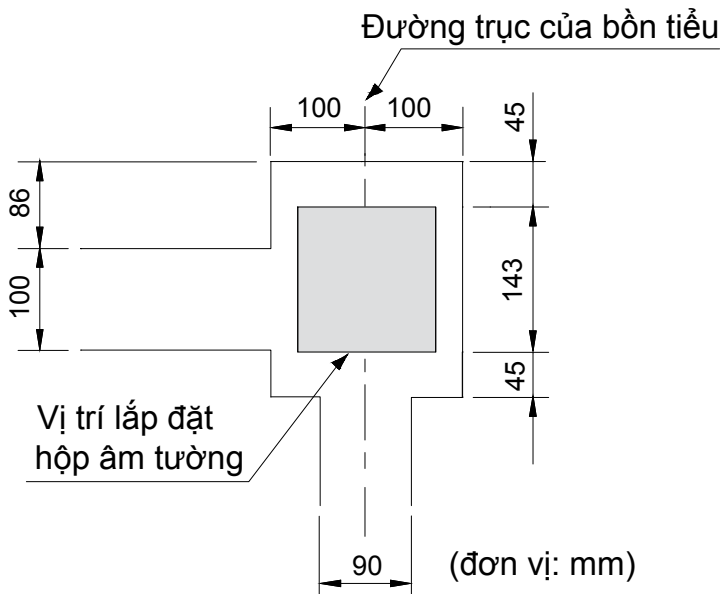 Đường trục của bồn tiểu
100
100
45
86
100
143
45
Vị trí lắp đặt
hộp âm tường
90
(đơn vị: mm)